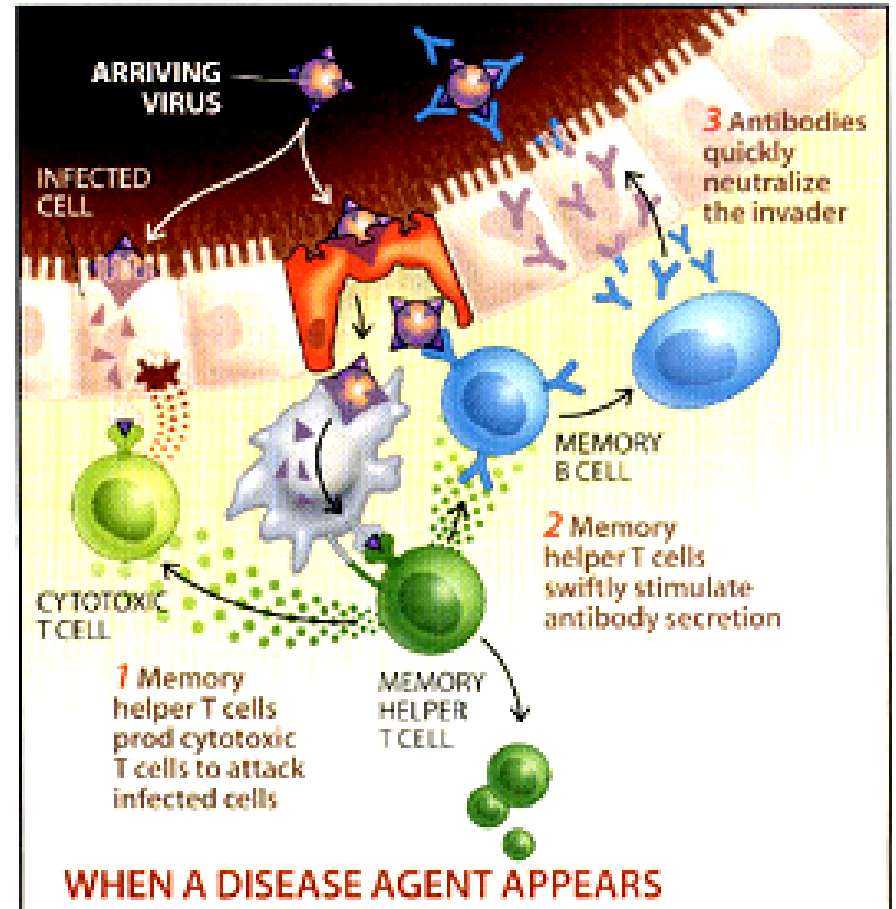 ARRIVING
VIRUS
INFECTED
CELL
3 Antibodies
quickly
neutralize
the invader
MEMORY
B CELL
2 Memory
helper T cells
swiftly stimulate
antibody secretion
CYTOTOXIC
T CELL
1 Memory
helper T cells
prod cytotoxic
T cells to attack
infected cells
MEMORY
HELPER
T CELL
WHEN A DISEASE AGENT APPEARS